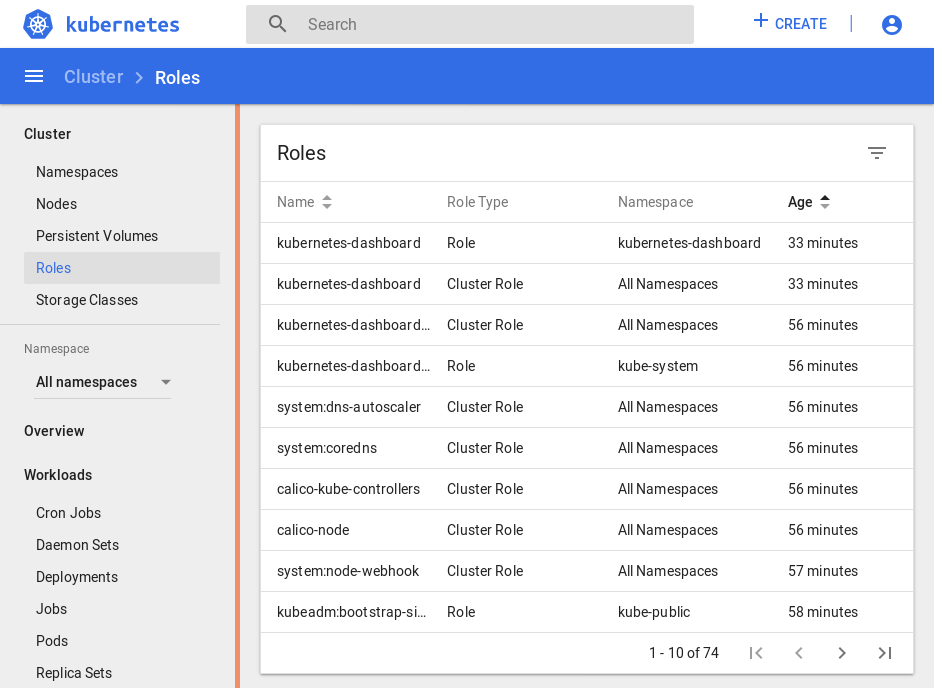 kubernetes
Search
CREATE
Cluster
Roles
Cluster
Namespaces
Nodes
Persistent Volumes
Roles
Storage Classes
Namespace
All namespaces
Overview
Workloads
Cron Jobs
Daemon Sets
Deployments
Jobs
Pods
Replica Sets
Roles
Name Role Type Namespace Age
kubernetes-dashboard Role kubernetes-dashboard 33 minutes
kubernetes-dashboard Cluster Role All Namespaces 33 minutes
kubernetes-dashboard... Cluster Role All Namespaces 56 minutes
kubernetes-dashboard... Role kube-system 56 minutes
system:dns-autoscaler Cluster Role All Namespaces 56 minutes
system:coredns Cluster Role All Namespaces 56 minutes
calico-kube-controllers Cluster Role All Namespaces 56 minutes
calico-node Cluster Role All Namespaces 56 minutes
system:node-webhook Cluster Role All Namespaces 57 minutes
kubeadm:bootstrap-si... Role kube-public 58 minutes
1 - 10 of 74